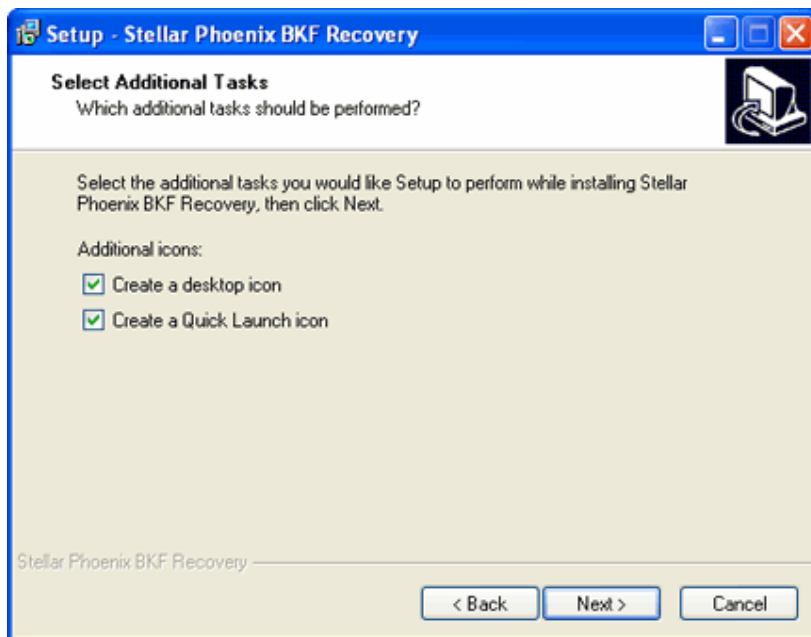 Setup - Stellar Phoenix BKF Recovery
Select Additional Tasks
Which additional tasks should be performed?
Select the additional tasks you would like Setup to perform while installing Stellar
Phoenix BKF Recovery, then click Next.
Additional icons:
Create a desktop icon
Create a Quick Launch icon
Stellar Phoenix BKF Recovery
< Back Next > Cancel